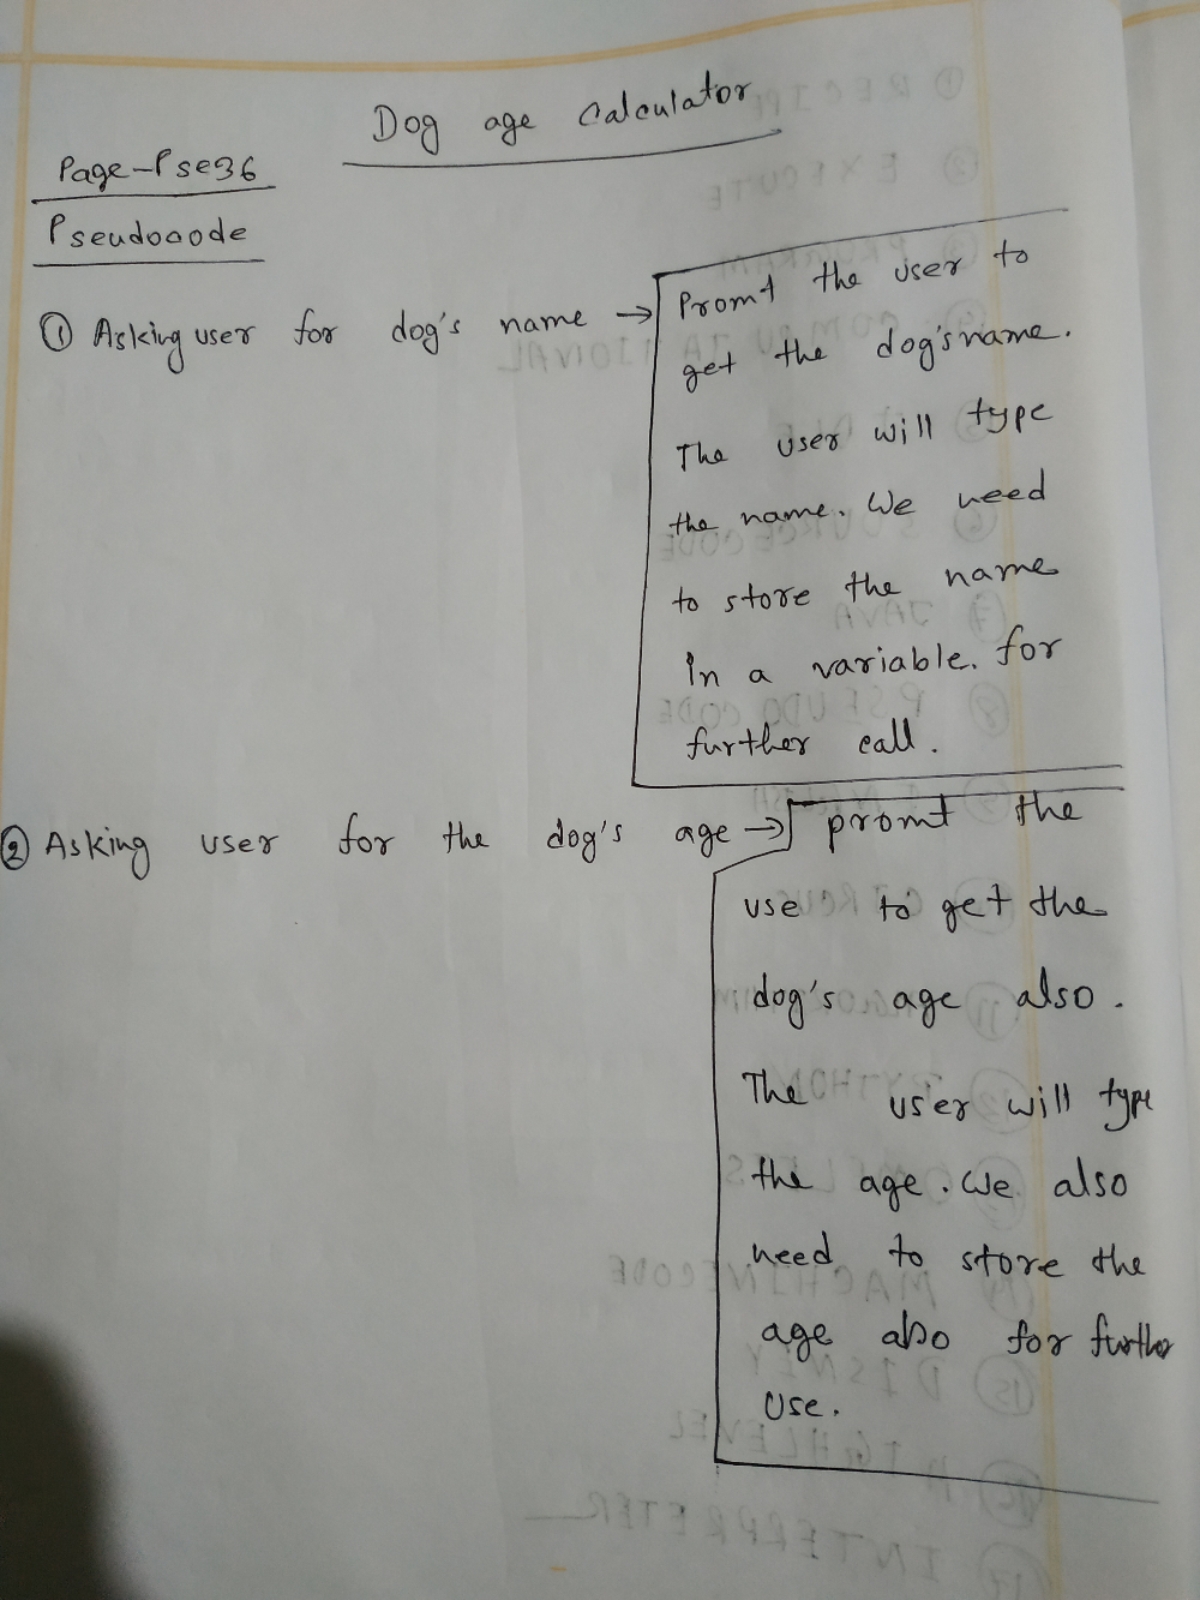 Dog age calculator
Page-Pse36
Pseudocode
① Asking user for dog's name →
Promt the user to
get the dog's name.
The user will type
the name. We need
to store the name
in a variable. for
further call.
② Asking user for the dog's age →
promt the
use to get the
dog's age also.
The user will type
the age. We also
need to store the
age also for further
use.